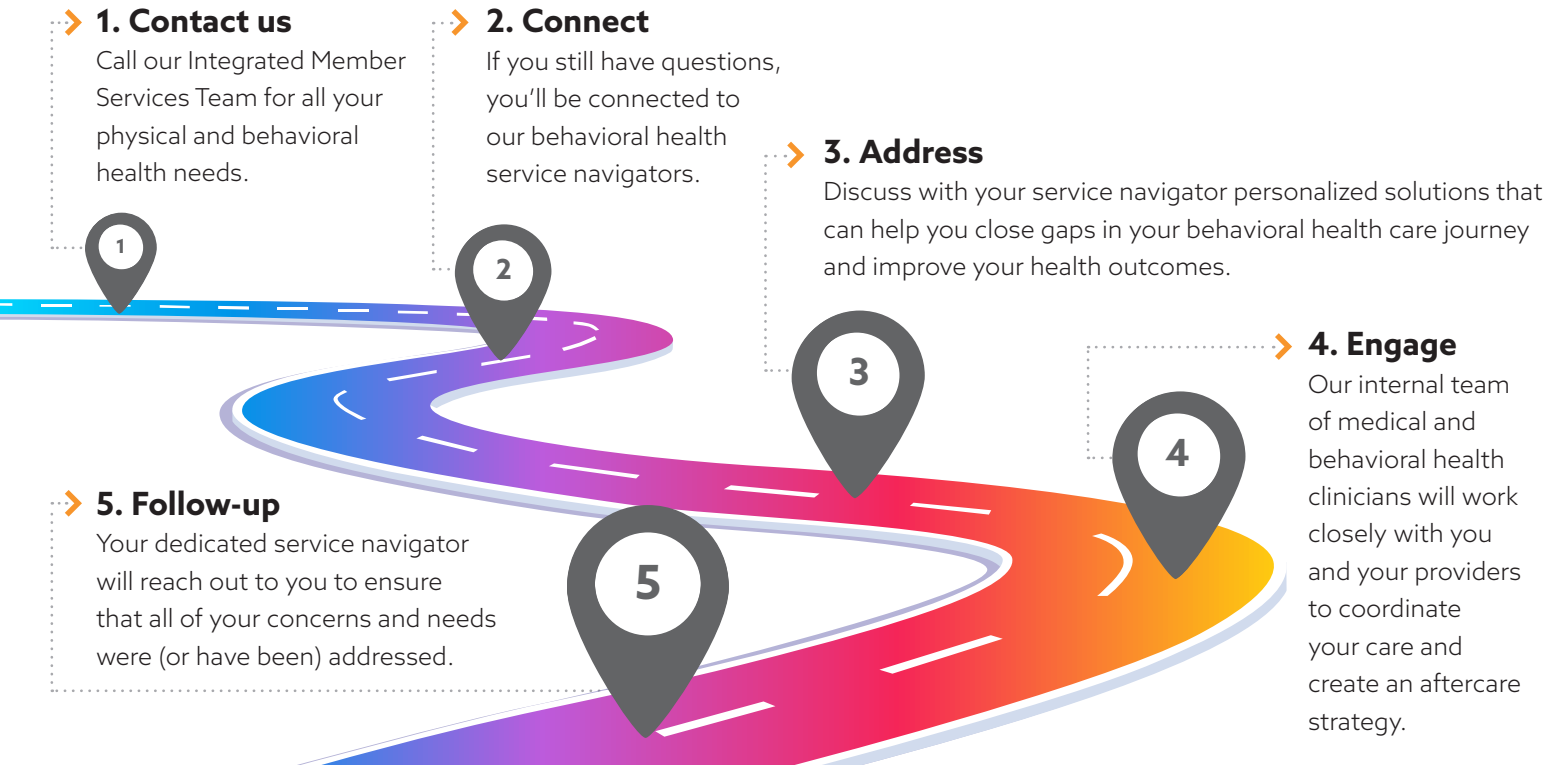 1. Contact us
Call our Integrated Member
Services Team for all your
physical and behavioral
health needs.
2. Connect
If you still have questions,
you'll be connected to
our behavioral health
service navigators.
3. Address
Discuss with your service navigator personalized solutions that
can help you close gaps in your behavioral health care journey
and improve your health outcomes.
4. Engage
Our internal team
of medical and
behavioral health
clinicians will work
closely with you
and your providers
to coordinate
your care and
create an aftercare
strategy.
5. Follow-up
Your dedicated service navigator
will reach out to you to ensure
that all of your concerns and needs
were (or have been) addressed.
1
2
3
4
5